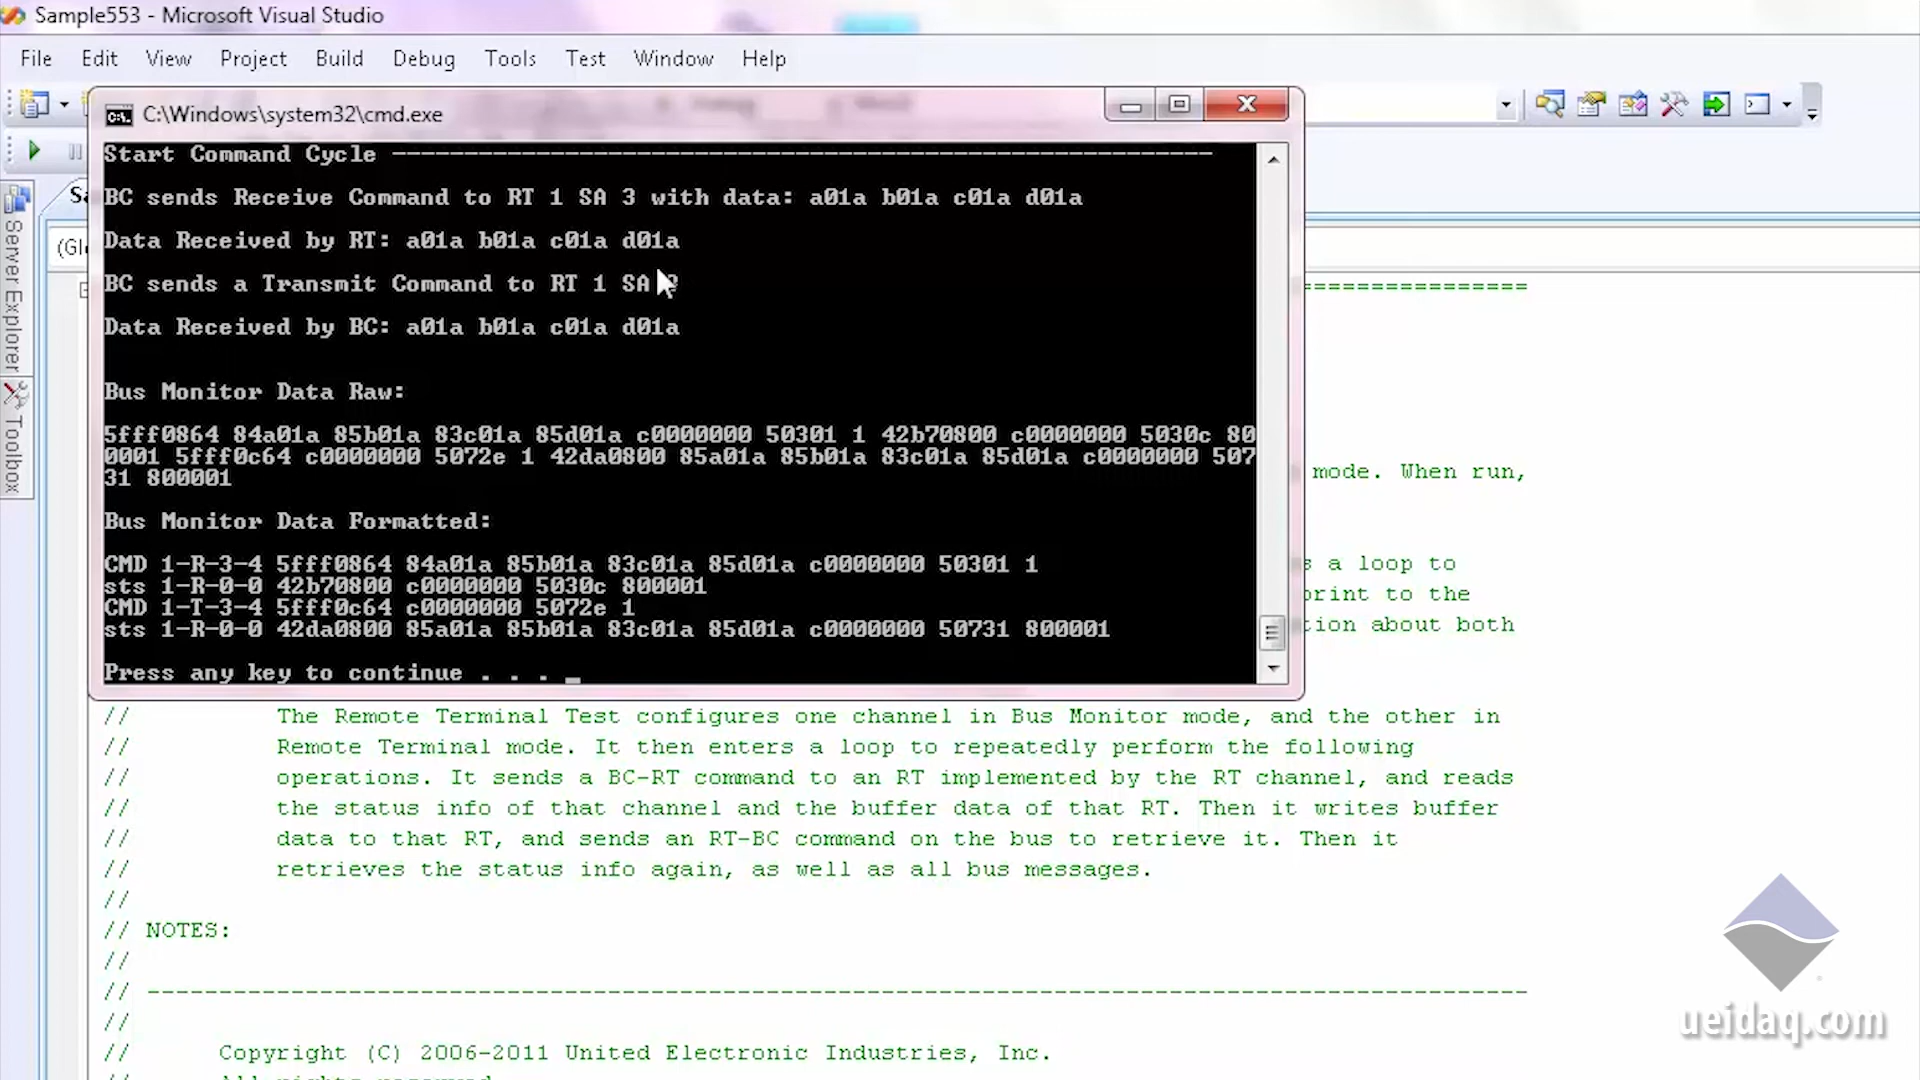 Sample553 - Microsoft Visual Studio
File Edit View Project Build Debug Tools Test Window Help
C:\Windows\system32\cmd.exe
Start Command Cycle ---------------------------------------------------------
BC sends Receive Command to RT 1 SA 3 with data: a01a b01a c01a d01a
Data Received by RT: a01a b01a c01a d01a
BC sends a Transmit Command to RT 1 SA
Data Received by BC: a01a b01a c01a d01a
Bus Monitor Data Raw:
5fff0864 84a01a 85b01a 83c01a 85d01a c0000000 50301 1 42b70800 c0000000 5030c 80
0001 5fff0c64 c0000000 5072e 1 42da0800 85a01a 85b01a 83c01a 85d01a c0000000 507
31 800001
Bus Monitor Data Formatted:
CMD 1-R-3-4 5fff0864 84a01a 85b01a 83c01a 85d01a c0000000 50301 1
sts 1-R-0-0 42b70800 c0000000 5030c 800001
CMD 1-T-3-4 5fff0c64 c0000000 5072e 1
sts 1-R-0-0 42da0800 85a01a 85b01a 83c01a 85d01a c0000000 50731 800001
Press any key to continue . . . _
Server Explorer
Toolbox
mode. When run,
a loop to
print to the
tion about both
// The Remote Terminal Test configures one channel in Bus Monitor mode, and the other in
// Remote Terminal mode. It then enters a loop to repeatedly perform the following
// operations. It sends a BC-RT command to an RT implemented by the RT channel, and reads
// the status info of that channel and the buffer data of that RT. Then it writes buffer
// data to that RT, and sends an RT-BC command on the bus to retrieve it. Then it
// retrieves the status info again, as well as all bus messages.
//
// NOTES:
//
// ------------------------------------------------------------------------------------------------
//
// Copyright (C) 2006-2011 United Electronic Industries, Inc.
ueidaq.com